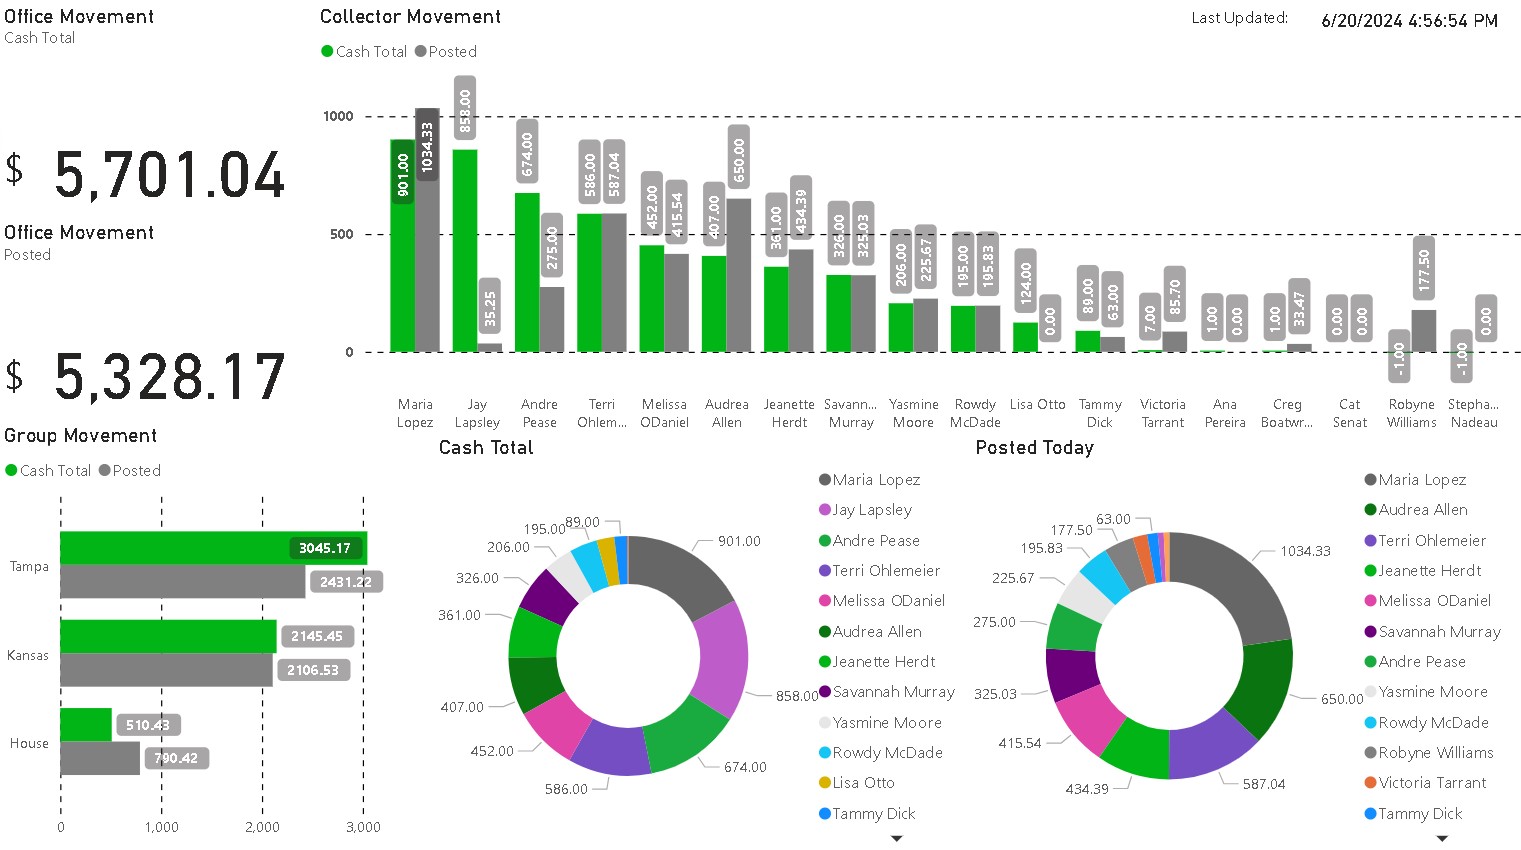 Office Movement
Cash Total
$ 5,701.04
Office Movement
Posted
$ 5,328.17
Collector Movement
Cash Total Posted
Last Updated: 6/20/2024 4:56:54 PM
1000
500
0
901.00
1034.33
858.00
35.25
674.00
275.00
586.00
587.04
452.00
415.54
407.00
650.00
361.00
434.39
326.00
325.03
206.00
225.67
195.00
195.83
124.00
0.00
89.00
63.00
7.00
85.70
1.00
0.00
1.00
33.47
0.00
0.00
-1.00
177.50
-1.00
0.00
Maria Lopez
Jay Lapsley
Andre Pease
Terri Ohlem...
Melissa ODaniel
Audrea Allen
Jeanette Herdt
Savann... Murray
Yasmine Moore
Rowdy McDade
Lisa Otto
Tammy Dick
Victoria Tarrant
Ana Pereira
Creg Boatwr...
Cat Senat
Robyne Williams
Stepha... Nadeau
Group Movement
Cash Total Posted
Tampa
3045.17
2431.22
Kansas
2145.45
2106.53
House
510.43
790.42
0
1,000
2,000
3,000
Cash Total
901.00
858.00
674.00
586.00
452.00
407.00
361.00
326.00
206.00
195.00
89.00
Maria Lopez
Jay Lapsley
Andre Pease
Terri Ohlemeier
Melissa ODaniel
Audrea Allen
Jeanette Herdt
Savannah Murray
Yasmine Moore
Rowdy McDade
Lisa Otto
Tammy Dick
Posted Today
1034.33
650.00
587.04
434.39
415.54
325.03
275.00
225.67
195.83
177.50
63.00
Maria Lopez
Audrea Allen
Terri Ohlemeier
Jeanette Herdt
Melissa ODaniel
Savannah Murray
Andre Pease
Yasmine Moore
Rowdy McDade
Robyne Williams
Victoria Tarrant
Tammy Dick